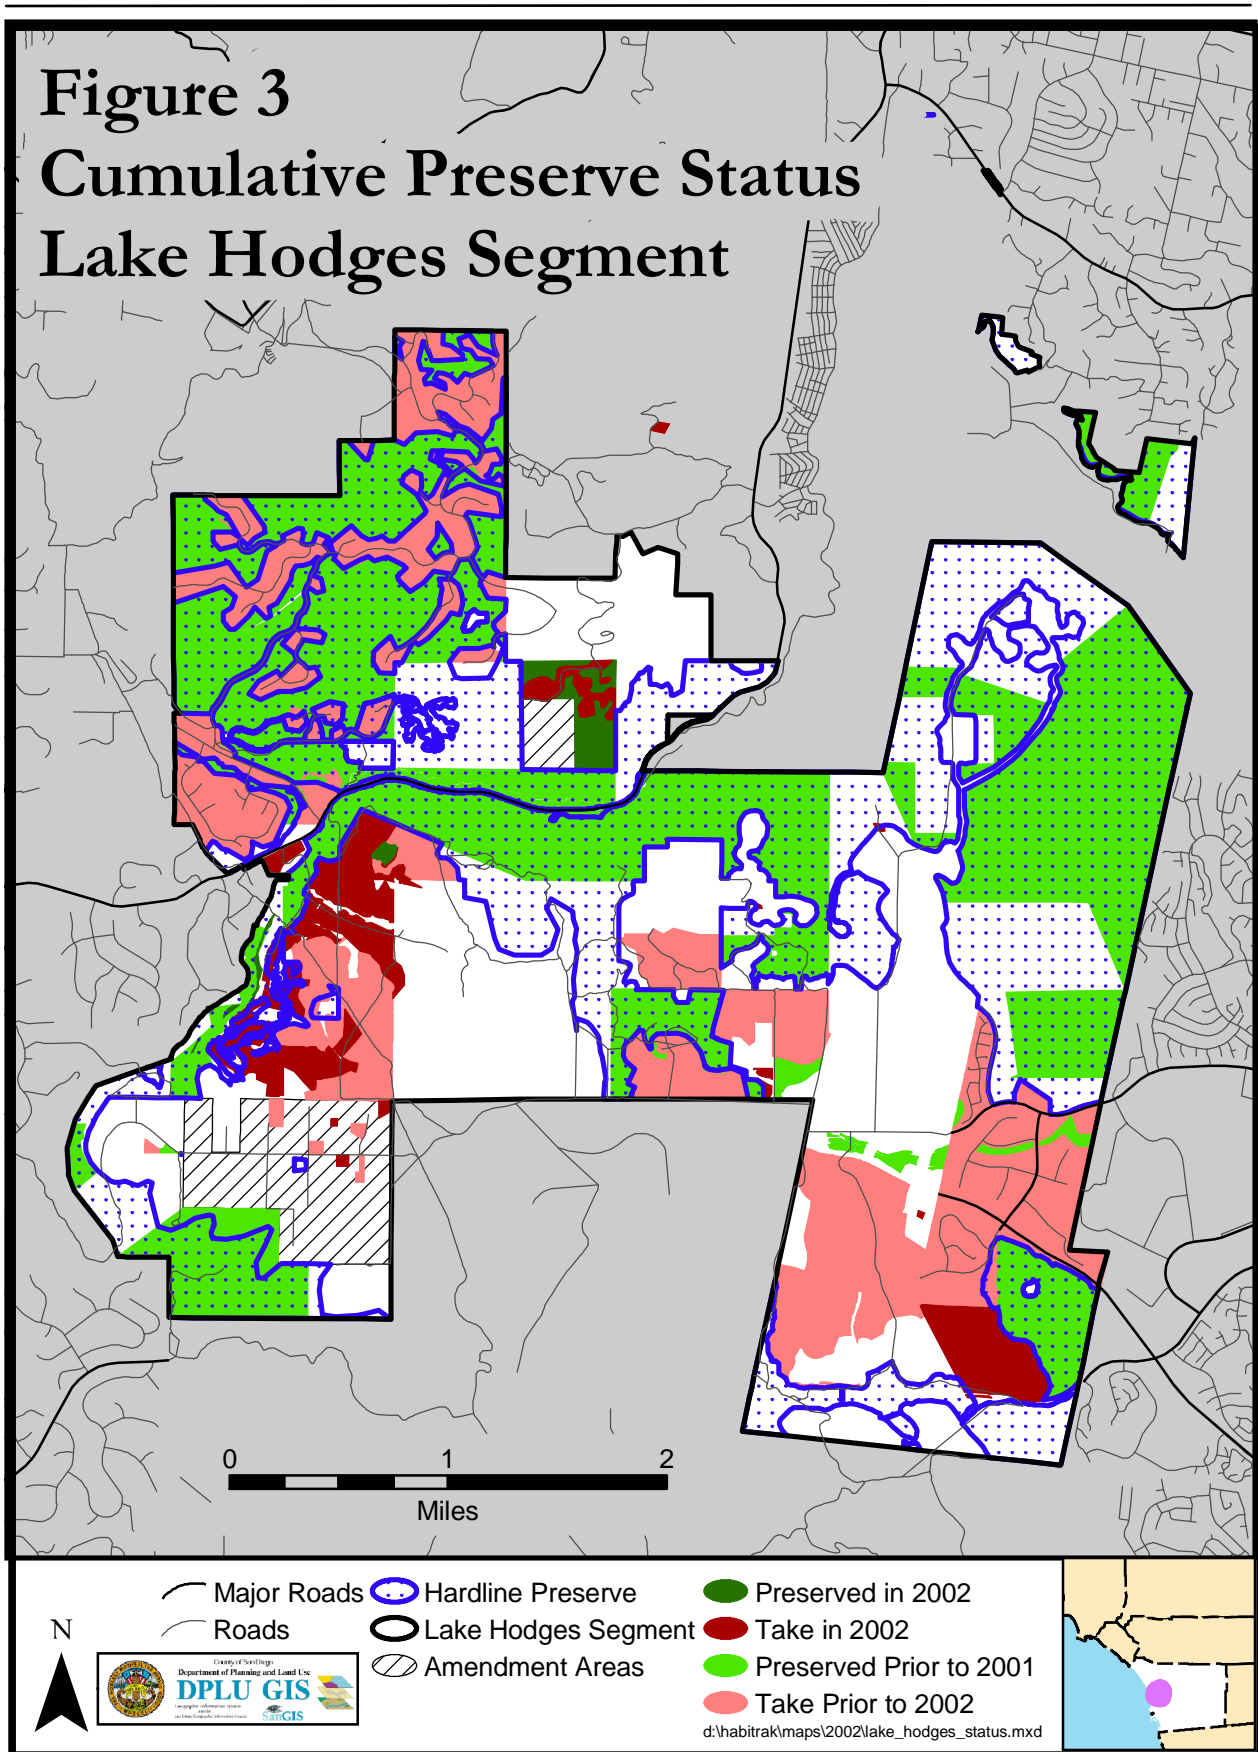 Figure 3
Cumulative Preserve Status
Lake Hodges Segment
0 1 2
Miles
Major Roads
Roads
Hardline Preserve
Lake Hodges Segment
Amendment Areas
Preserved in 2002
Take in 2002
Preserved Prior to 2001
Take Prior to 2002
d:\habitrak\maps\2002\lake_hodges_status.mxd
N
County of San Diego
Department of Planning and Land Use
DPLU GIS
SanGIS